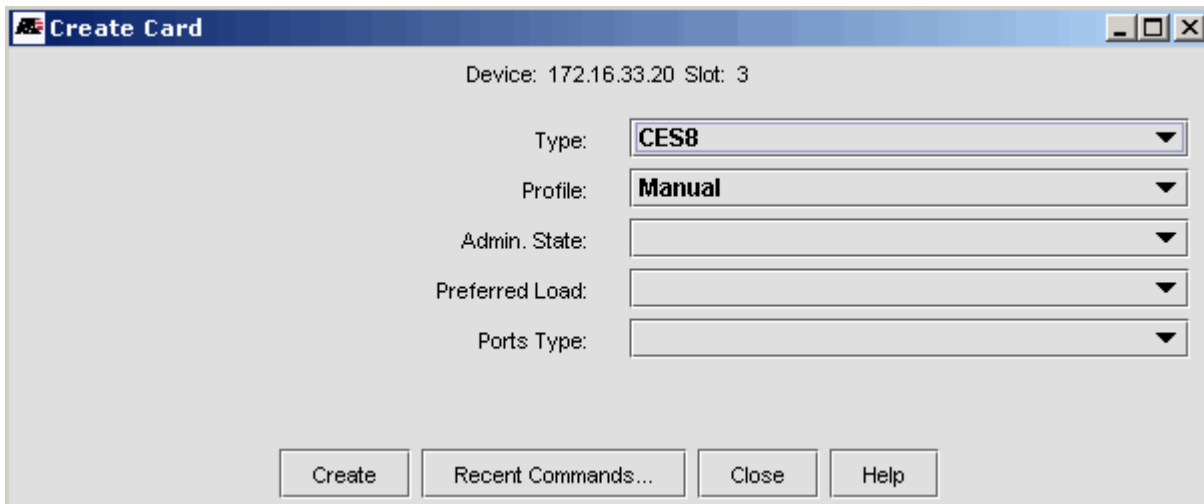 Create Card
Device: 172.16.33.20 Slot: 3
Type: CES8
Profile: Manual
Admin. State:
Preferred Load:
Ports Type:
Create Recent Commands... Close Help